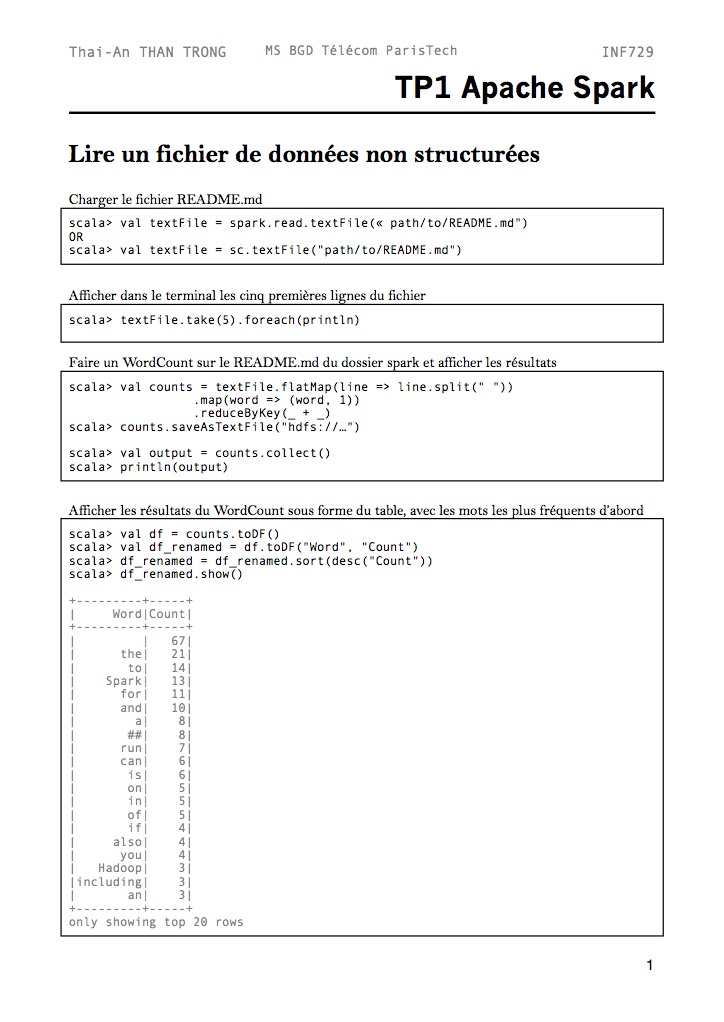 Thai-An THAN TRONG MS BGD Télécom ParisTech INF729
TP1 Apache Spark
Lire un fichier de données non structurées
Charger le fichier README.md
scala> val textFile = spark.read.textFile(« path/to/README.md")
OR
scala> val textFile = sc.textFile("path/to/README.md")
Afficher dans le terminal les cinq premières lignes du fichier
scala> textFile.take(5).foreach(println)
Faire un WordCount sur le README.md du dossier spark et afficher les résultats
scala> val counts = textFile.flatMap(line => line.split(" "))
.map(word => (word, 1))
.reduceByKey(_ + _)
scala> counts.saveAsTextFile("hdfs://…")
scala> val output = counts.collect()
scala> println(output)
Afficher les résultats du WordCount sous forme du table, avec les mots les plus fréquents d'abord
scala> val df = counts.toDF()
scala> val df_renamed = df.toDF("Word", "Count")
scala> df_renamed = df_renamed.sort(desc("Count"))
scala> df_renamed.show()
+---------+-----+
|     Word|Count|
+---------+-----+
|         |   67|
|      the|   21|
|       to|   14|
|    Spark|   13|
|      for|   11|
|      and|   10|
|        a|    8|
|       ##|    8|
|      run|    7|
|      can|    6|
|       is|    6|
|       on|    5|
|       in|    5|
|       of|    5|
|       if|    4|
|     also|    4|
|      you|    4|
|   Hadoop|    3|
|including|    3|
|       an|    3|
+---------+-----+
only showing top 20 rows
1